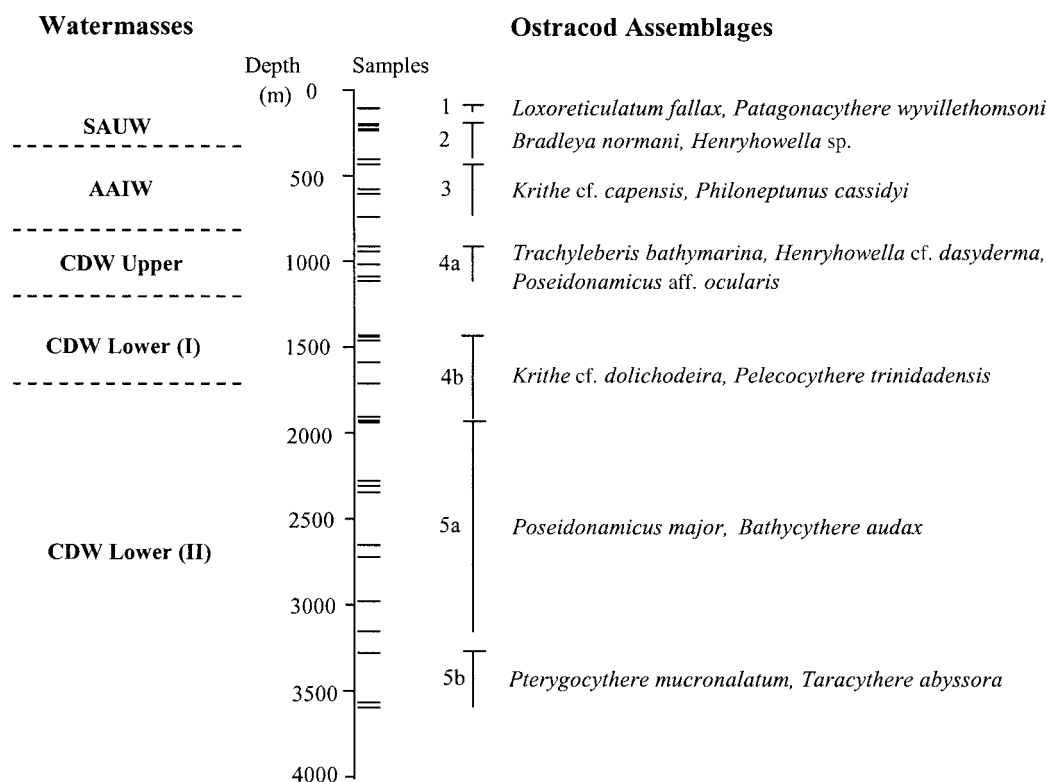 Watermasses
Ostracod Assemblages
Depth
(m)
Samples
0
1
Loxoreticulatum fallax, Patagonacythere wyvillethomsoni
SAUW
2
Bradleya normani, Henryhowella sp.
500
AAIW
3
Krithe cf. capensis, Philoneptunus cassidyi
1000
CDW Upper
4a
Trachyleberis bathymarina, Henryhowella cf. dasyderma,
Poseidonamicus aff. ocularis
CDW Lower (I)
1500
4b
Krithe cf. dolichodeira, Pelecocythere trinidadensis
2000
2500
5a
Poseidonamicus major, Bathycythere audax
CDW Lower (II)
3000
5b
Pterygocythere mucronalatum, Taracythere abyssora
3500
4000